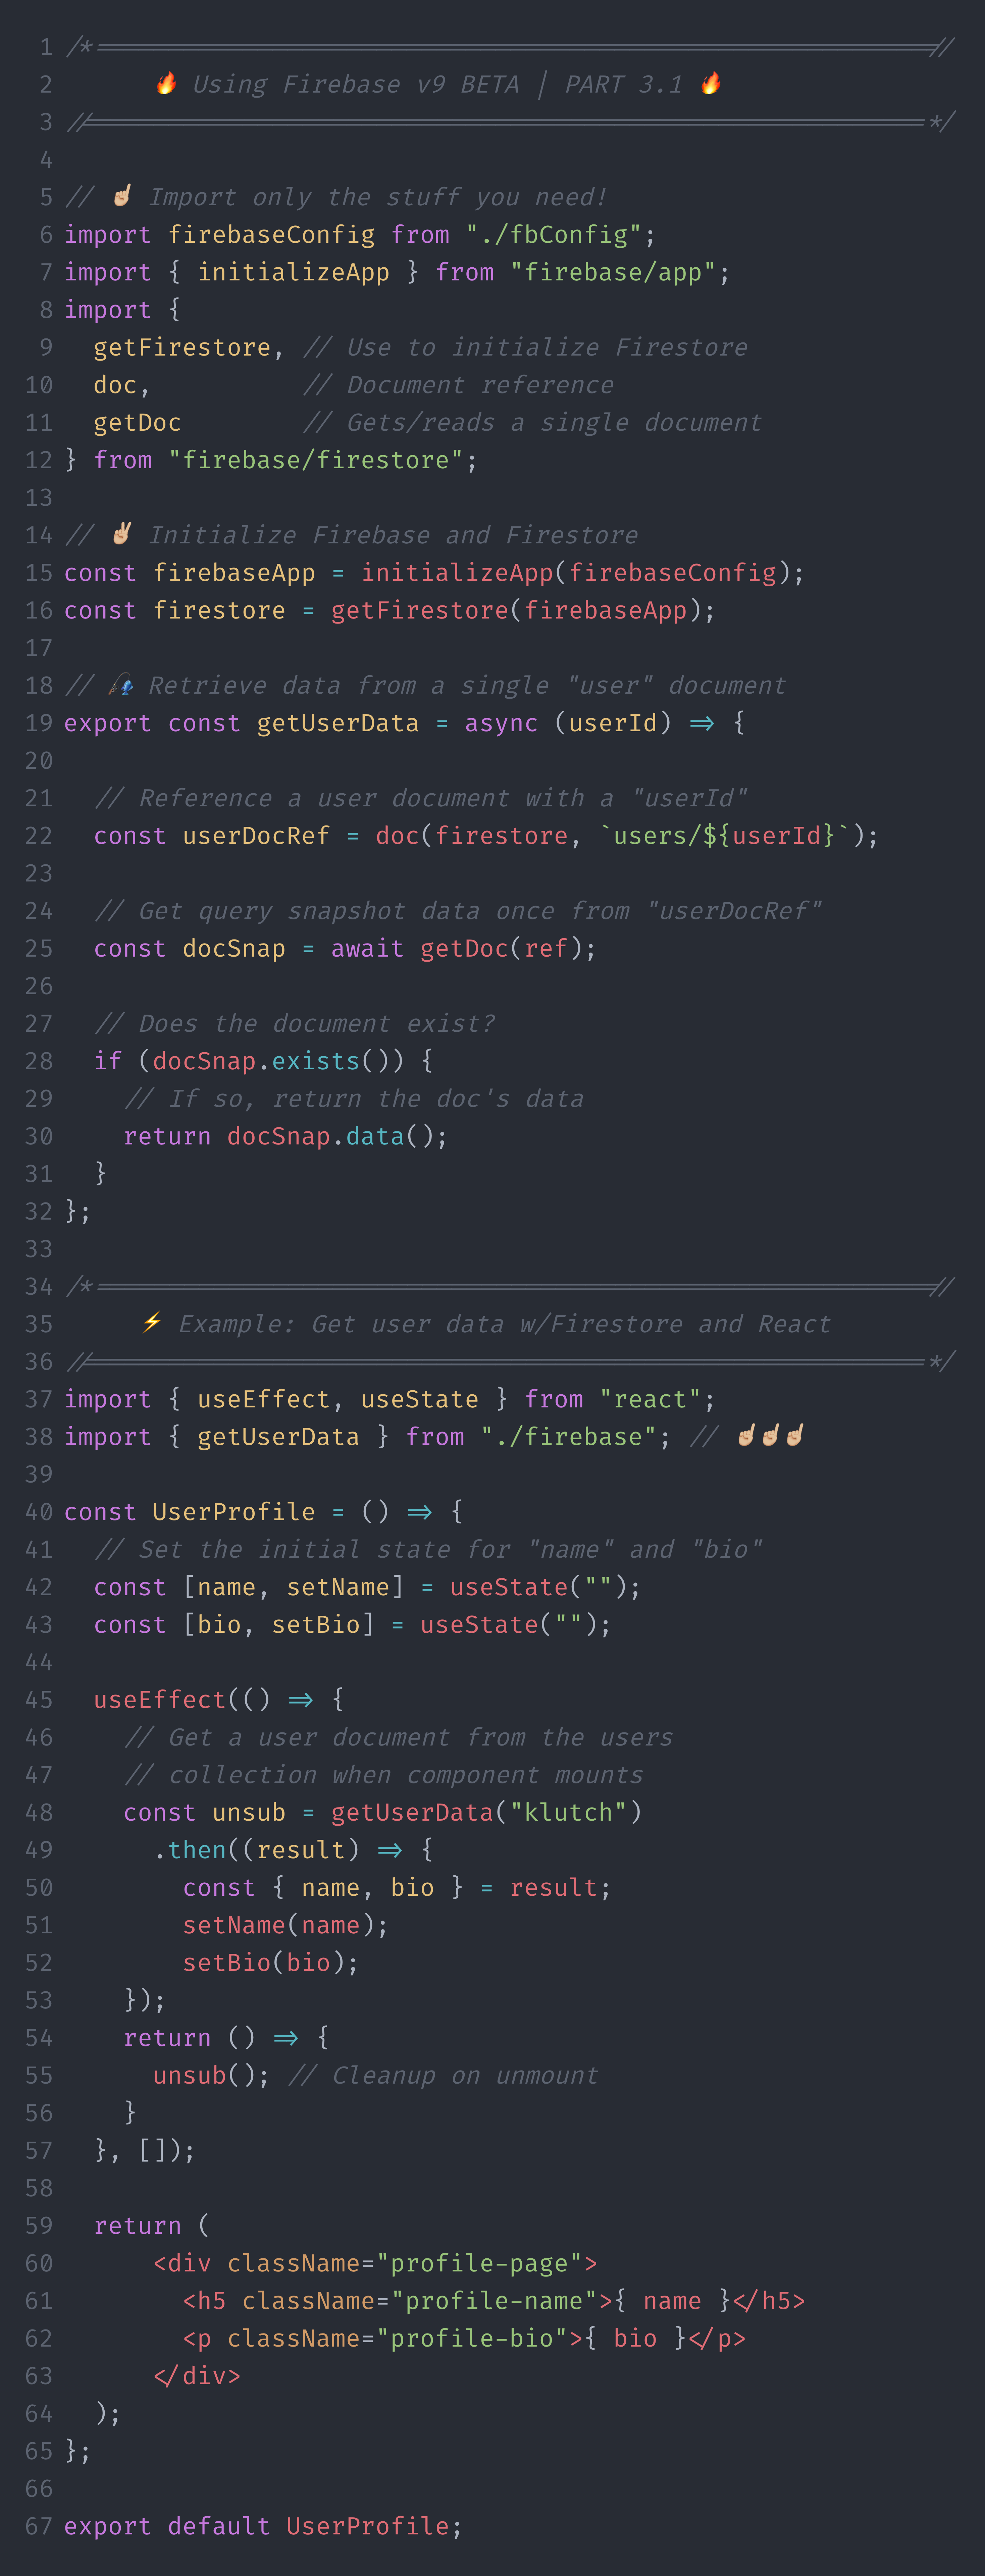 1 /*==========================================================//
2       🔥 Using Firebase v9 BETA | PART 3.1 🔥
3 //==========================================================*/
4
5 // ☝🏼 Import only the stuff you need!
6 import firebaseConfig from "./fbConfig";
7 import { initializeApp } from "firebase/app";
8 import {
9   getFirestore, // Use to initialize Firestore
10   doc,          // Document reference
11   getDoc        // Gets/reads a single document
12 } from "firebase/firestore";
13
14 // ✌🏼 Initialize Firebase and Firestore
15 const firebaseApp = initializeApp(firebaseConfig);
16 const firestore = getFirestore(firebaseApp);
17
18 // 🎣 Retrieve data from a single "user" document
19 export const getUserData = async (userId) => {
20
21   // Reference a user document with a "userId"
22   const userDocRef = doc(firestore, `users/${userId}`);
23
24   // Get query snapshot data once from "userDocRef"
25   const docSnap = await getDoc(ref);
26
27   // Does the document exist?
28   if (docSnap.exists()) {
29     // If so, return the doc's data
30     return docSnap.data();
31   }
32 };
33
34 /*==========================================================//
35      ⚡ Example: Get user data w/Firestore and React
36 //==========================================================*/
37 import { useEffect, useState } from "react";
38 import { getUserData } from "./firebase"; // ☝🏼☝🏼☝🏼
39
40 const UserProfile = () => {
41   // Set the initial state for "name" and "bio"
42   const [name, setName] = useState("");
43   const [bio, setBio] = useState("");
44
45   useEffect(() => {
46     // Get a user document from the users
47     // collection when component mounts
48     const unsub = getUserData("klutch")
49       .then((result) => {
50         const { name, bio } = result;
51         setName(name);
52         setBio(bio);
53     });
54     return () => {
55       unsub(); // Cleanup on unmount
56     }
57   }, []);
58
59   return (
60       <div className="profile-page">
61         <h5 className="profile-name">{ name }</h5>
62         <p className="profile-bio">{ bio }</p>
63       </div>
64   );
65 };
66
67 export default UserProfile;